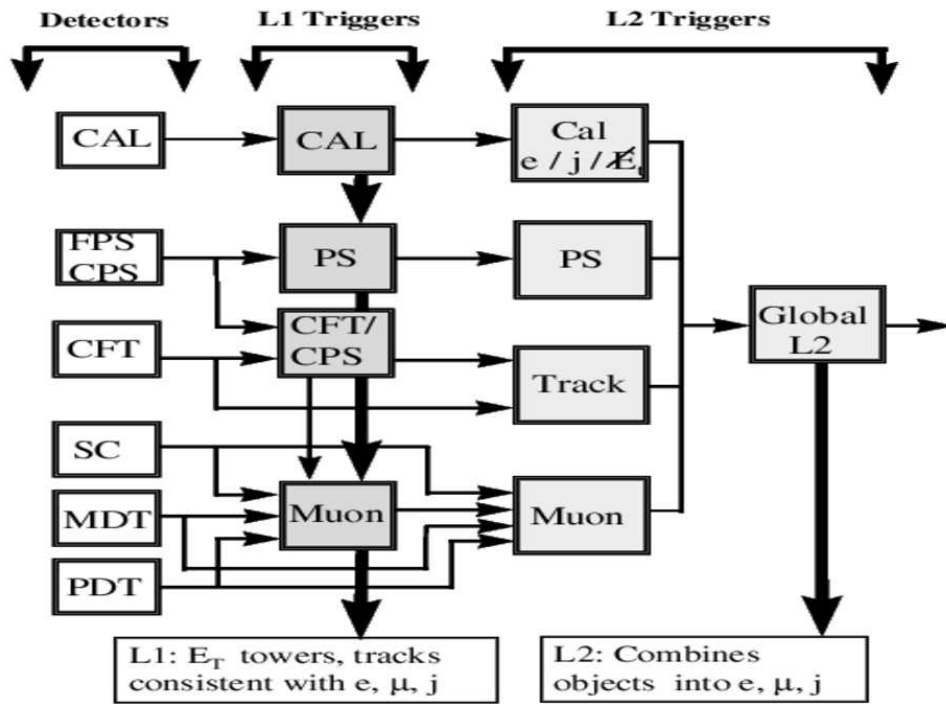 Detectors
L1 Triggers
L2 Triggers
CAL
CAL
Cal
e / j / E̸t
FPS
CPS
PS
PS
CFT
CFT/
CPS
Track
Global
L2
SC
MDT
PDT
Muon
Muon
L1: ET towers, tracks
consistent with e, μ, j
L2: Combines
objects into e, μ, j